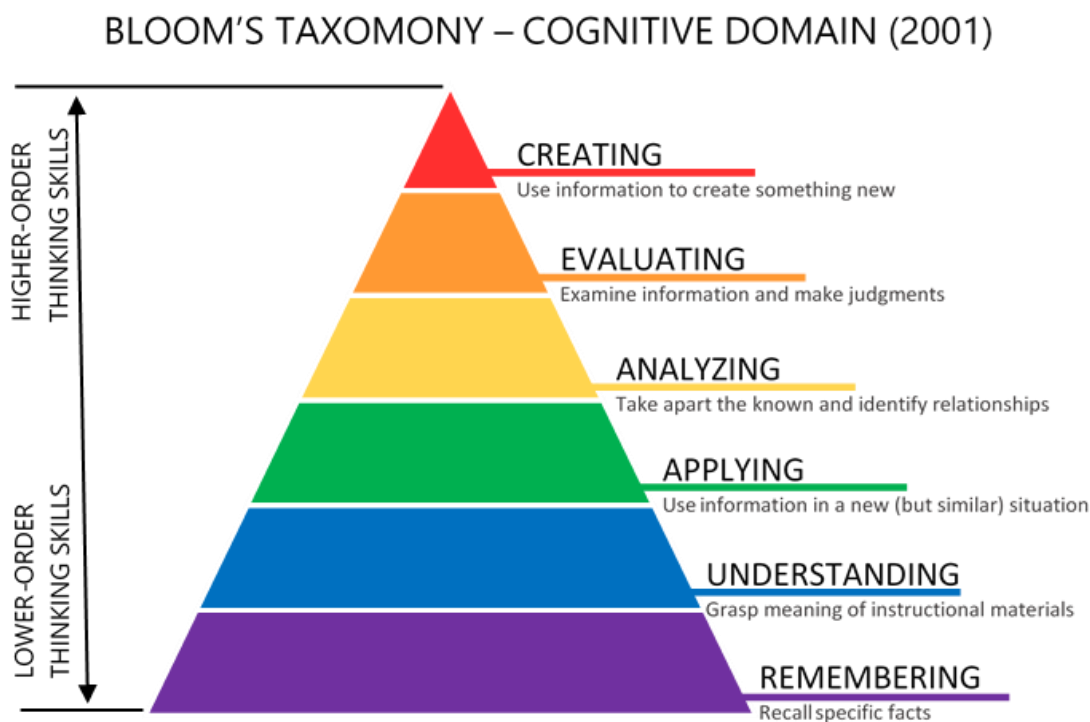 BLOOM'S TAXOMONY – COGNITIVE DOMAIN (2001)
HIGHER-ORDER
THINKING SKILLS
CREATING
Use information to create something new
EVALUATING
Examine information and make judgments
ANALYZING
Take apart the known and identify relationships
APPLYING
Use information in a new (but similar) situation
LOWER-ORDER
THINKING SKILLS
UNDERSTANDING
Grasp meaning of instructional materials
REMEMBERING
Recall specific facts